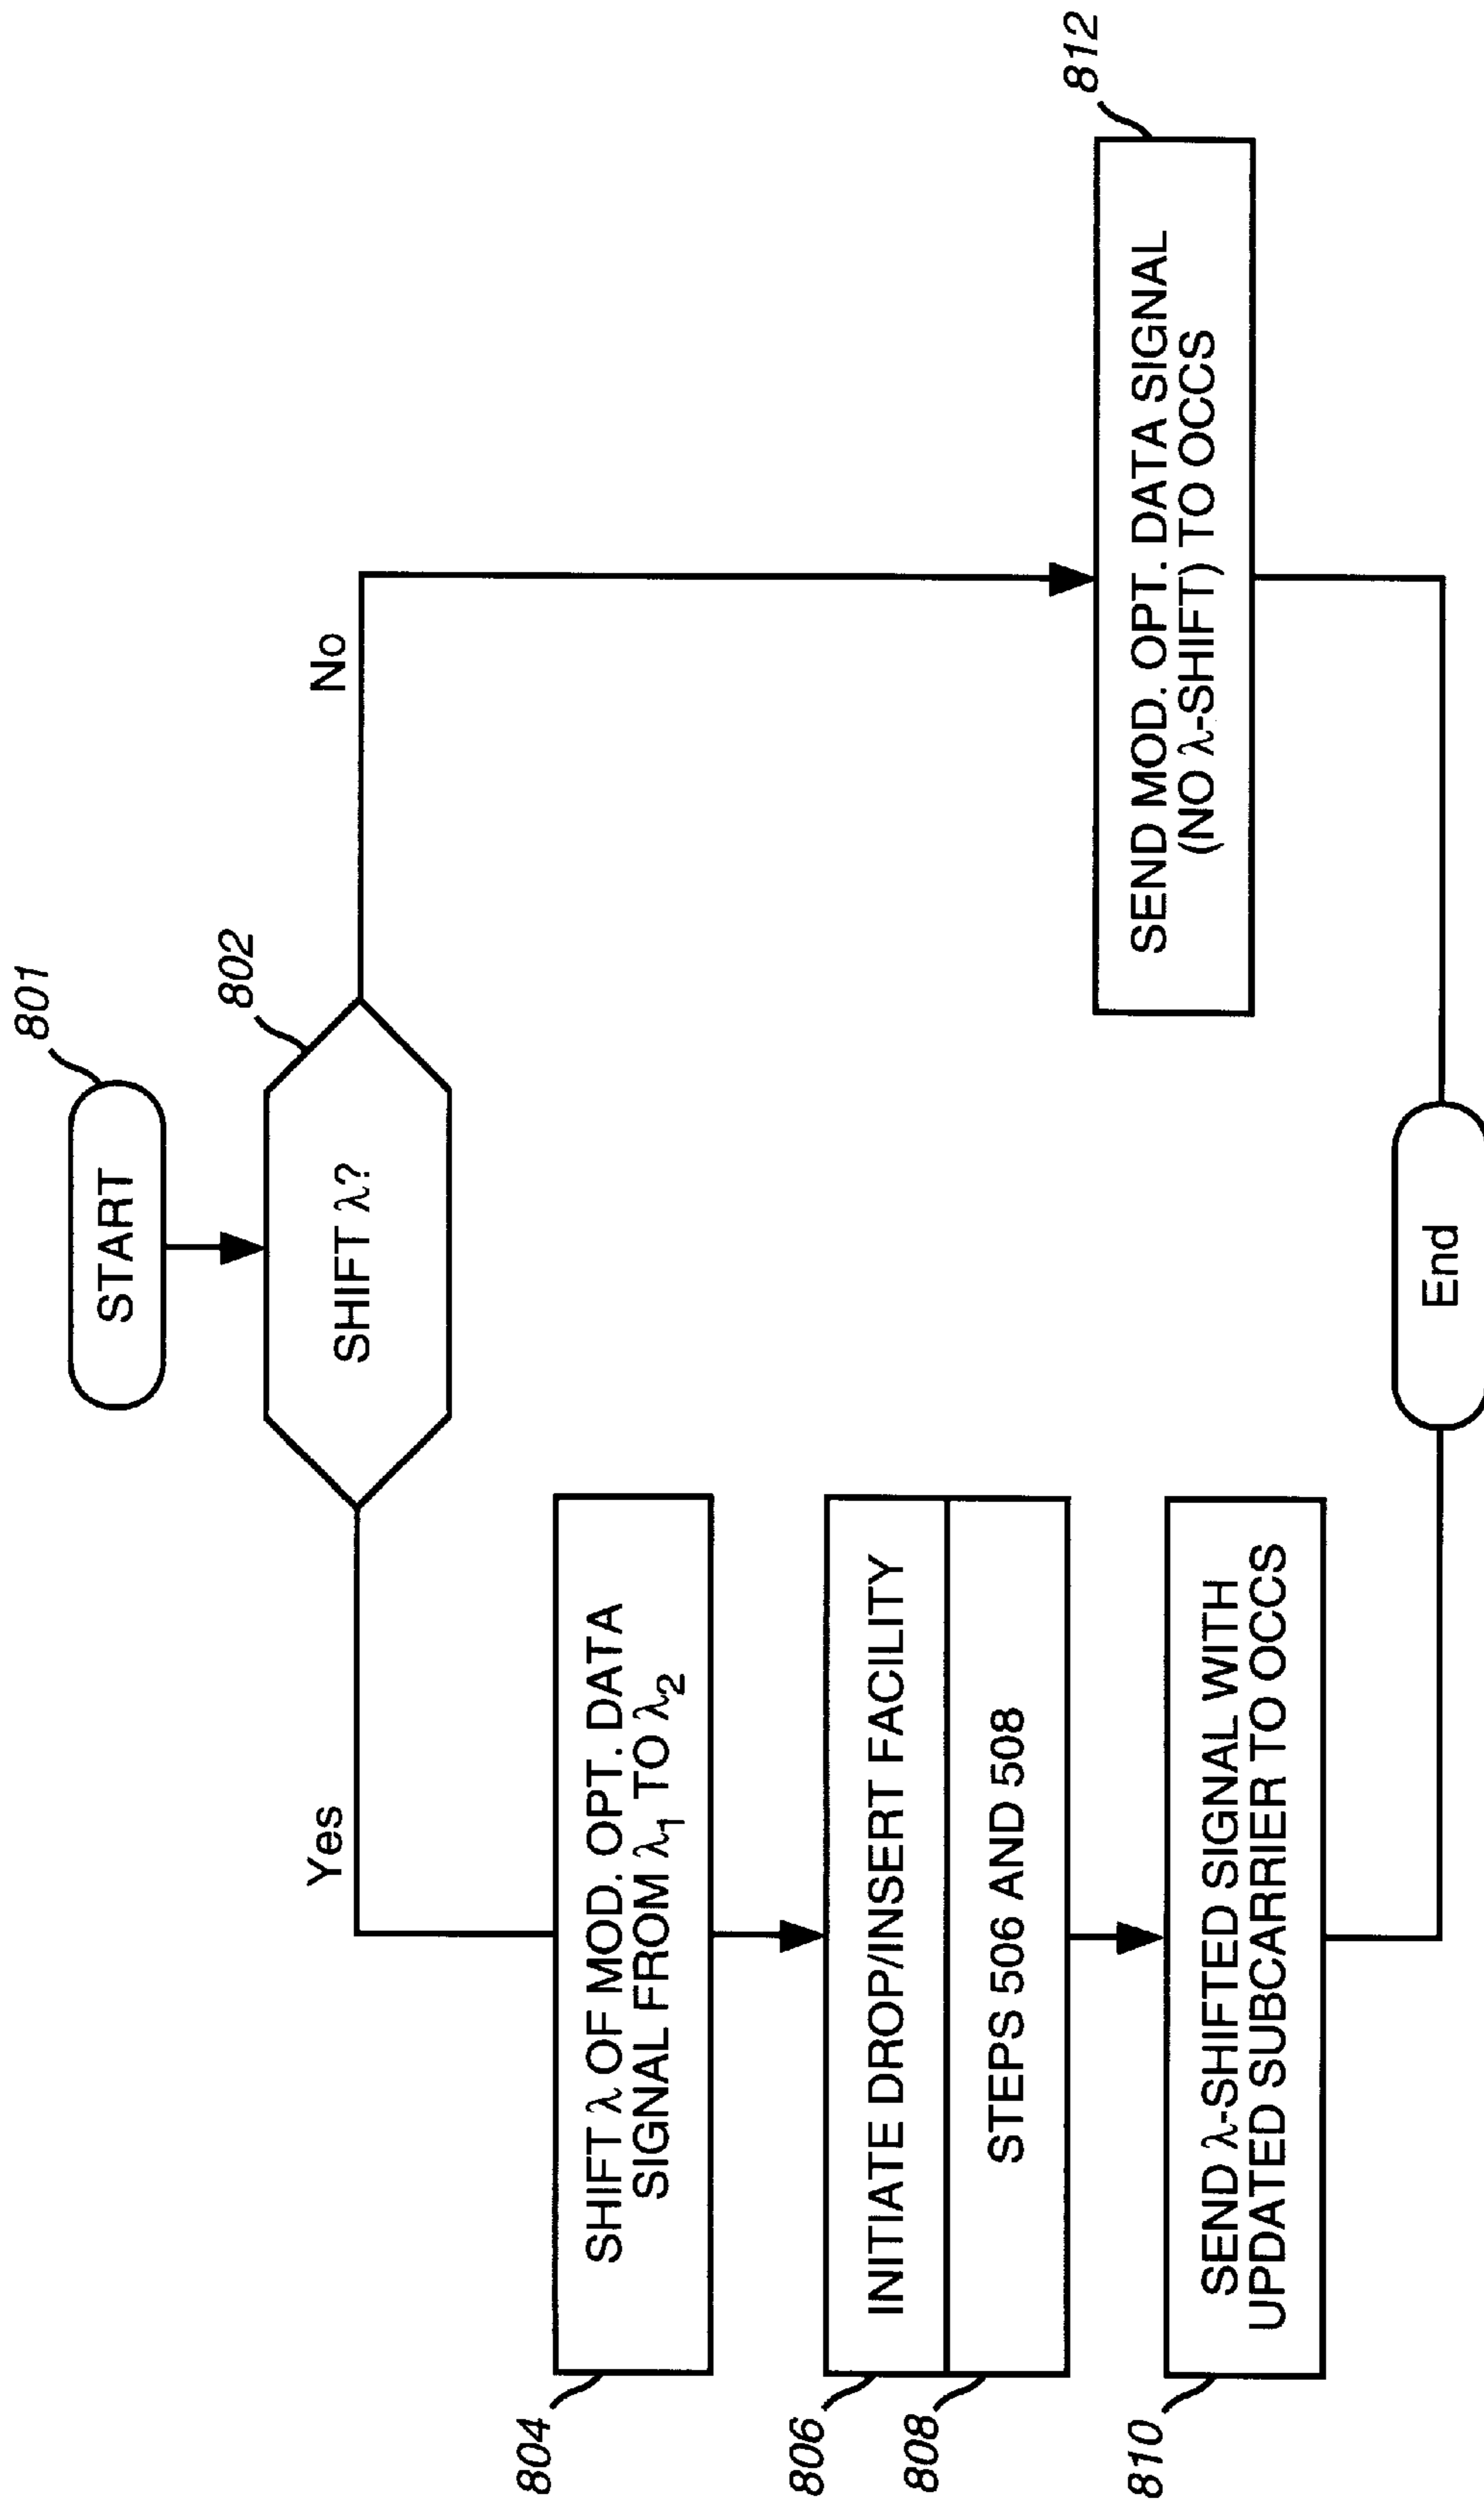 801
START
802
SHIFT λ?
Yes
No
804
SHIFT λ OF MOD. OPT. DATA
SIGNAL FROM λ1 TO λ2
806
INITIATE DROP/INSERT FACILITY
808
STEPS 506 AND 508
810
SEND λ-SHIFTED SIGNAL WITH
UPDATED SUBCARRIER TO OCCS
812
SEND MOD. OPT. DATA SIGNAL
(NO λ-SHIFT) TO OCCS
End